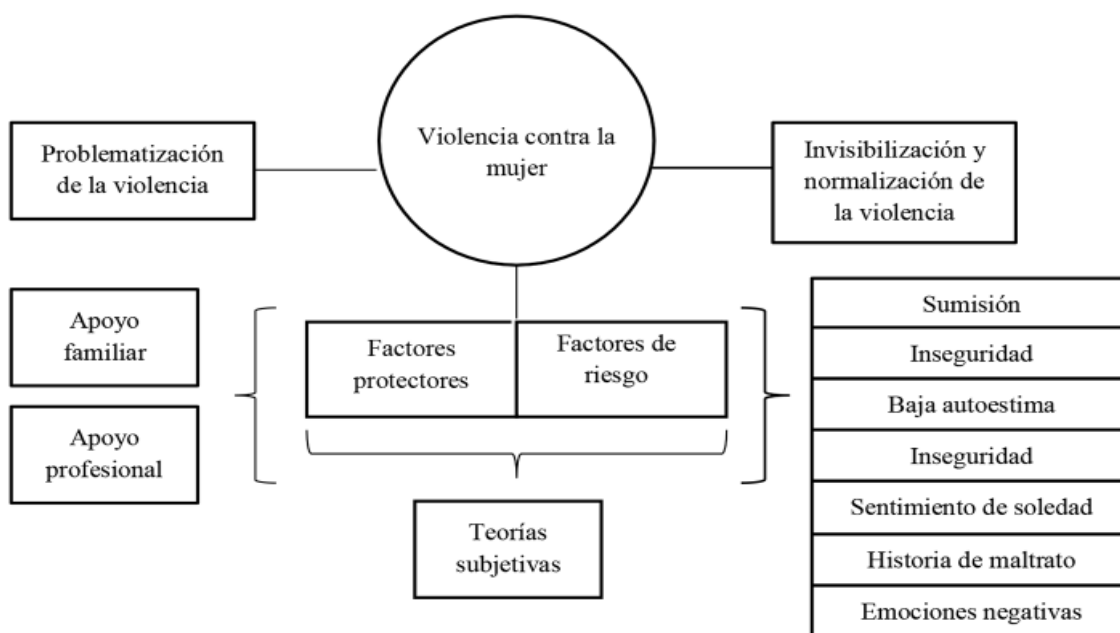 Violencia contra la
mujer
Problematización
de la violencia
Invisibilización y
normalización de
la violencia
Apoyo
familiar
Apoyo
profesional
Factores
protectores
Factores de
riesgo
Teorías
subjetivas
Sumisión
Inseguridad
Baja autoestima
Inseguridad
Sentimiento de soledad
Historia de maltrato
Emociones negativas